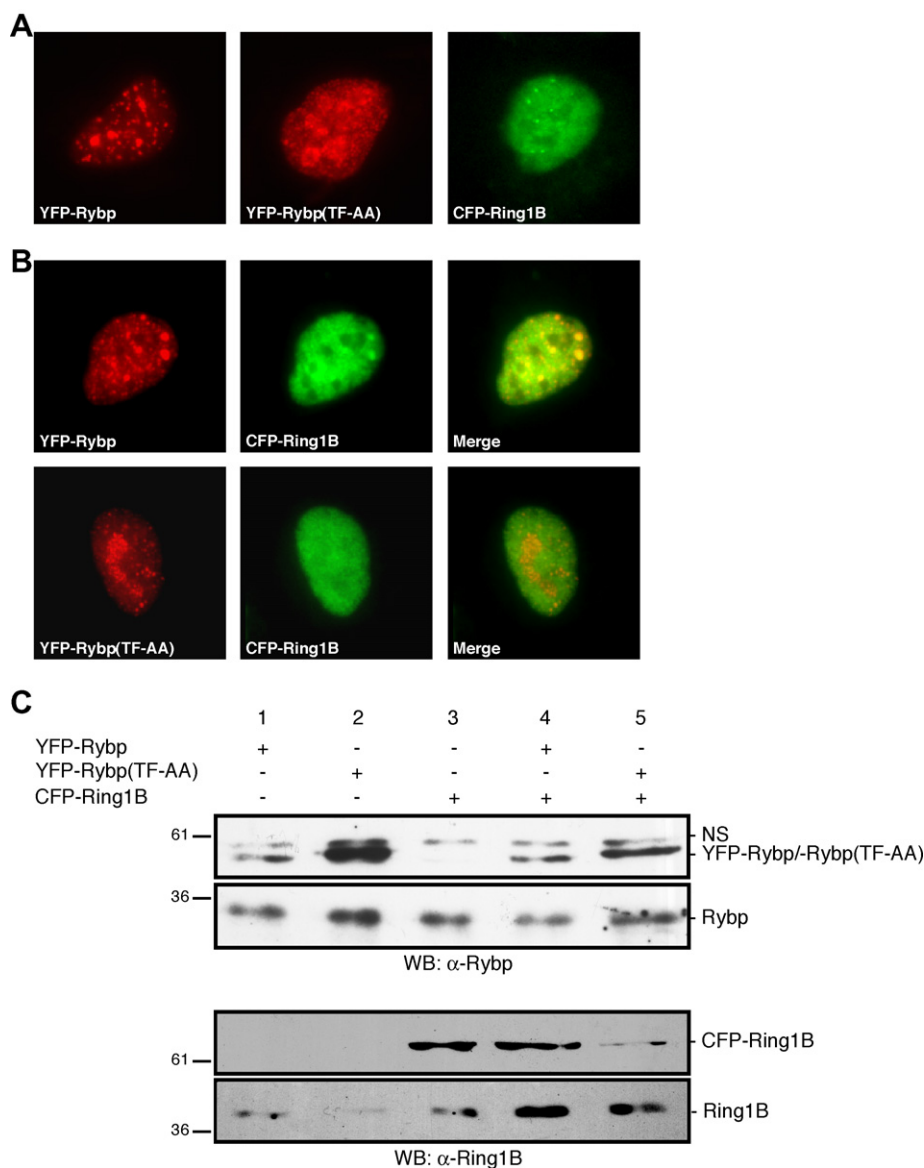 A
YFP-Rybp
YFP-Rybp(TF-AA)
CFP-Ring1B
B
YFP-Rybp
CFP-Ring1B
Merge
YFP-Rybp(TF-AA)
CFP-Ring1B
Merge
C
1 2 3 4 5
YFP-Rybp + - - + -
YFP-Rybp(TF-AA) - + - - +
CFP-Ring1B - - + + +
61
NS
YFP-Rybp/-Rybp(TF-AA)
36
Rybp
WB: α-Rybp
CFP-Ring1B
61
Ring1B
36
WB: α-Ring1B